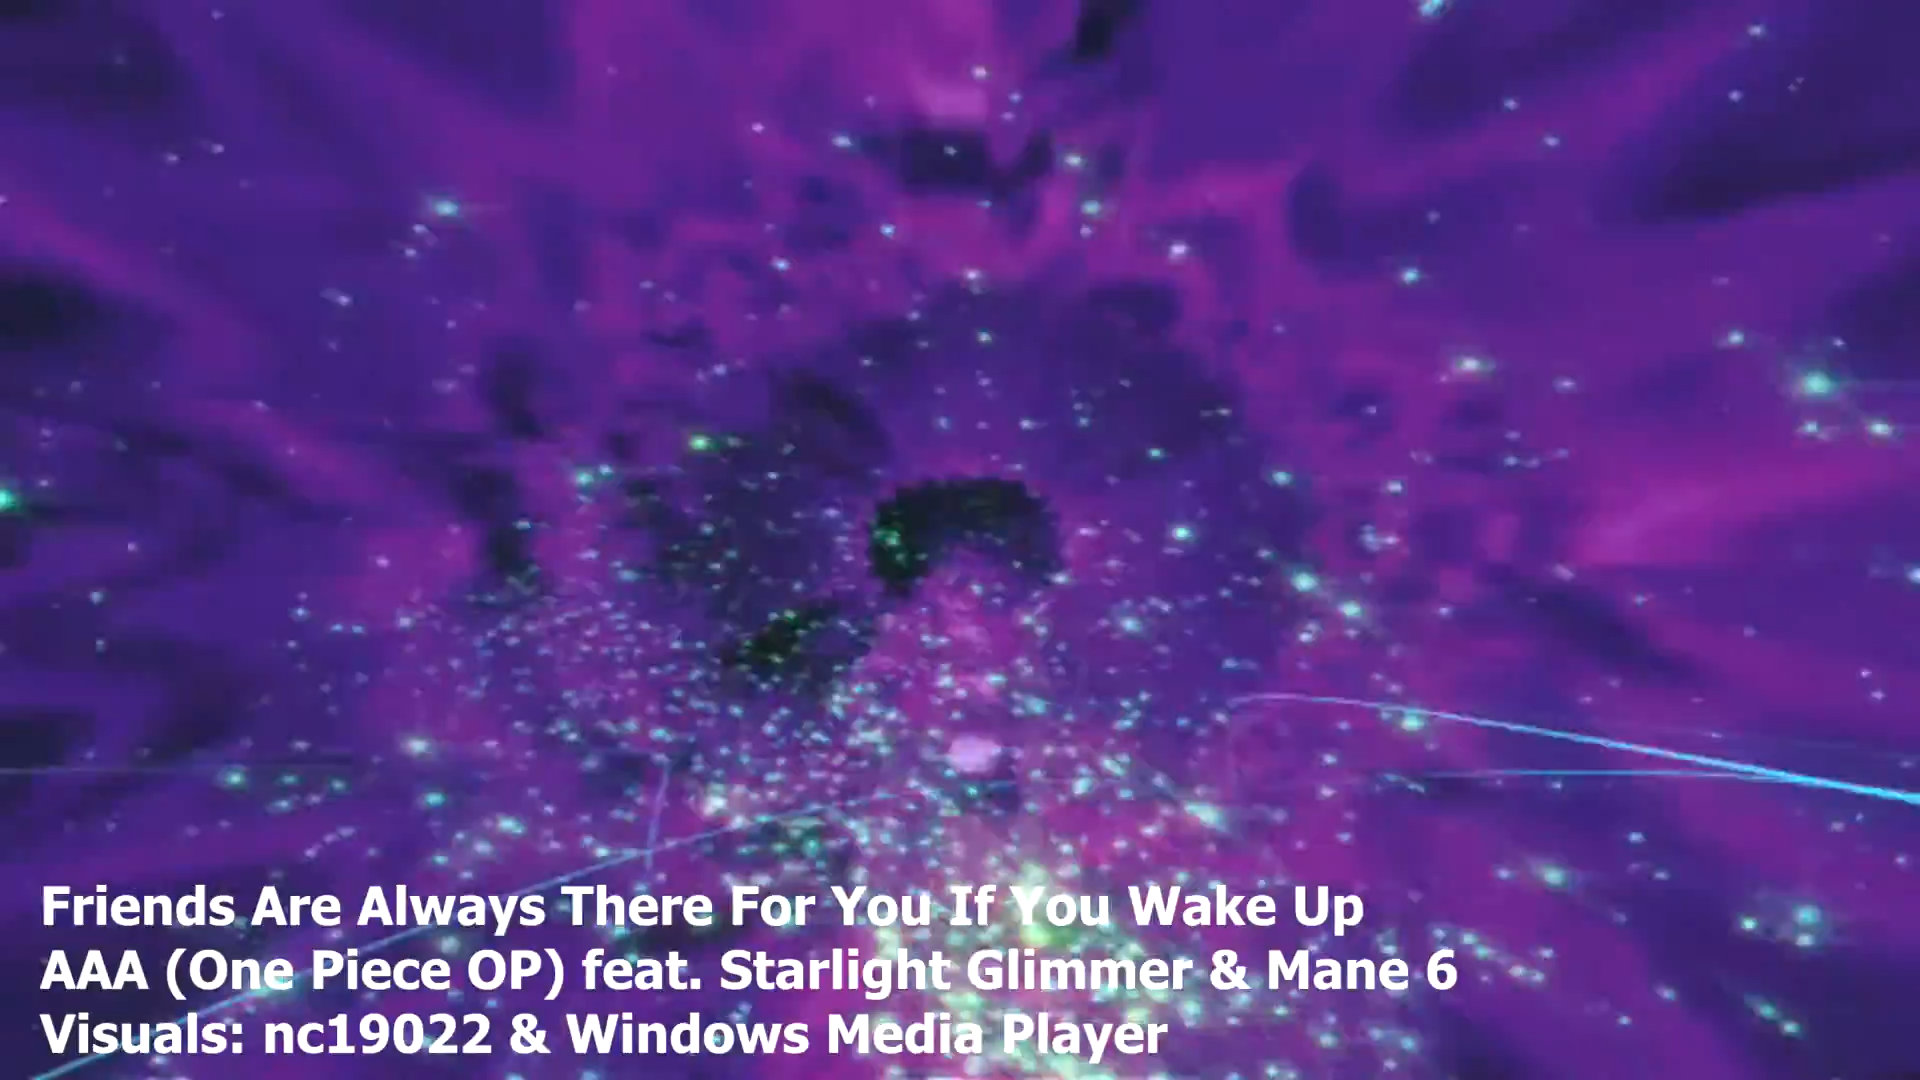 Friends Are Always There For You If You Wake Up
AAA (One Piece OP) feat. Starlight Glimmer & Mane 6
Visuals: nc19022 & Windows Media Player